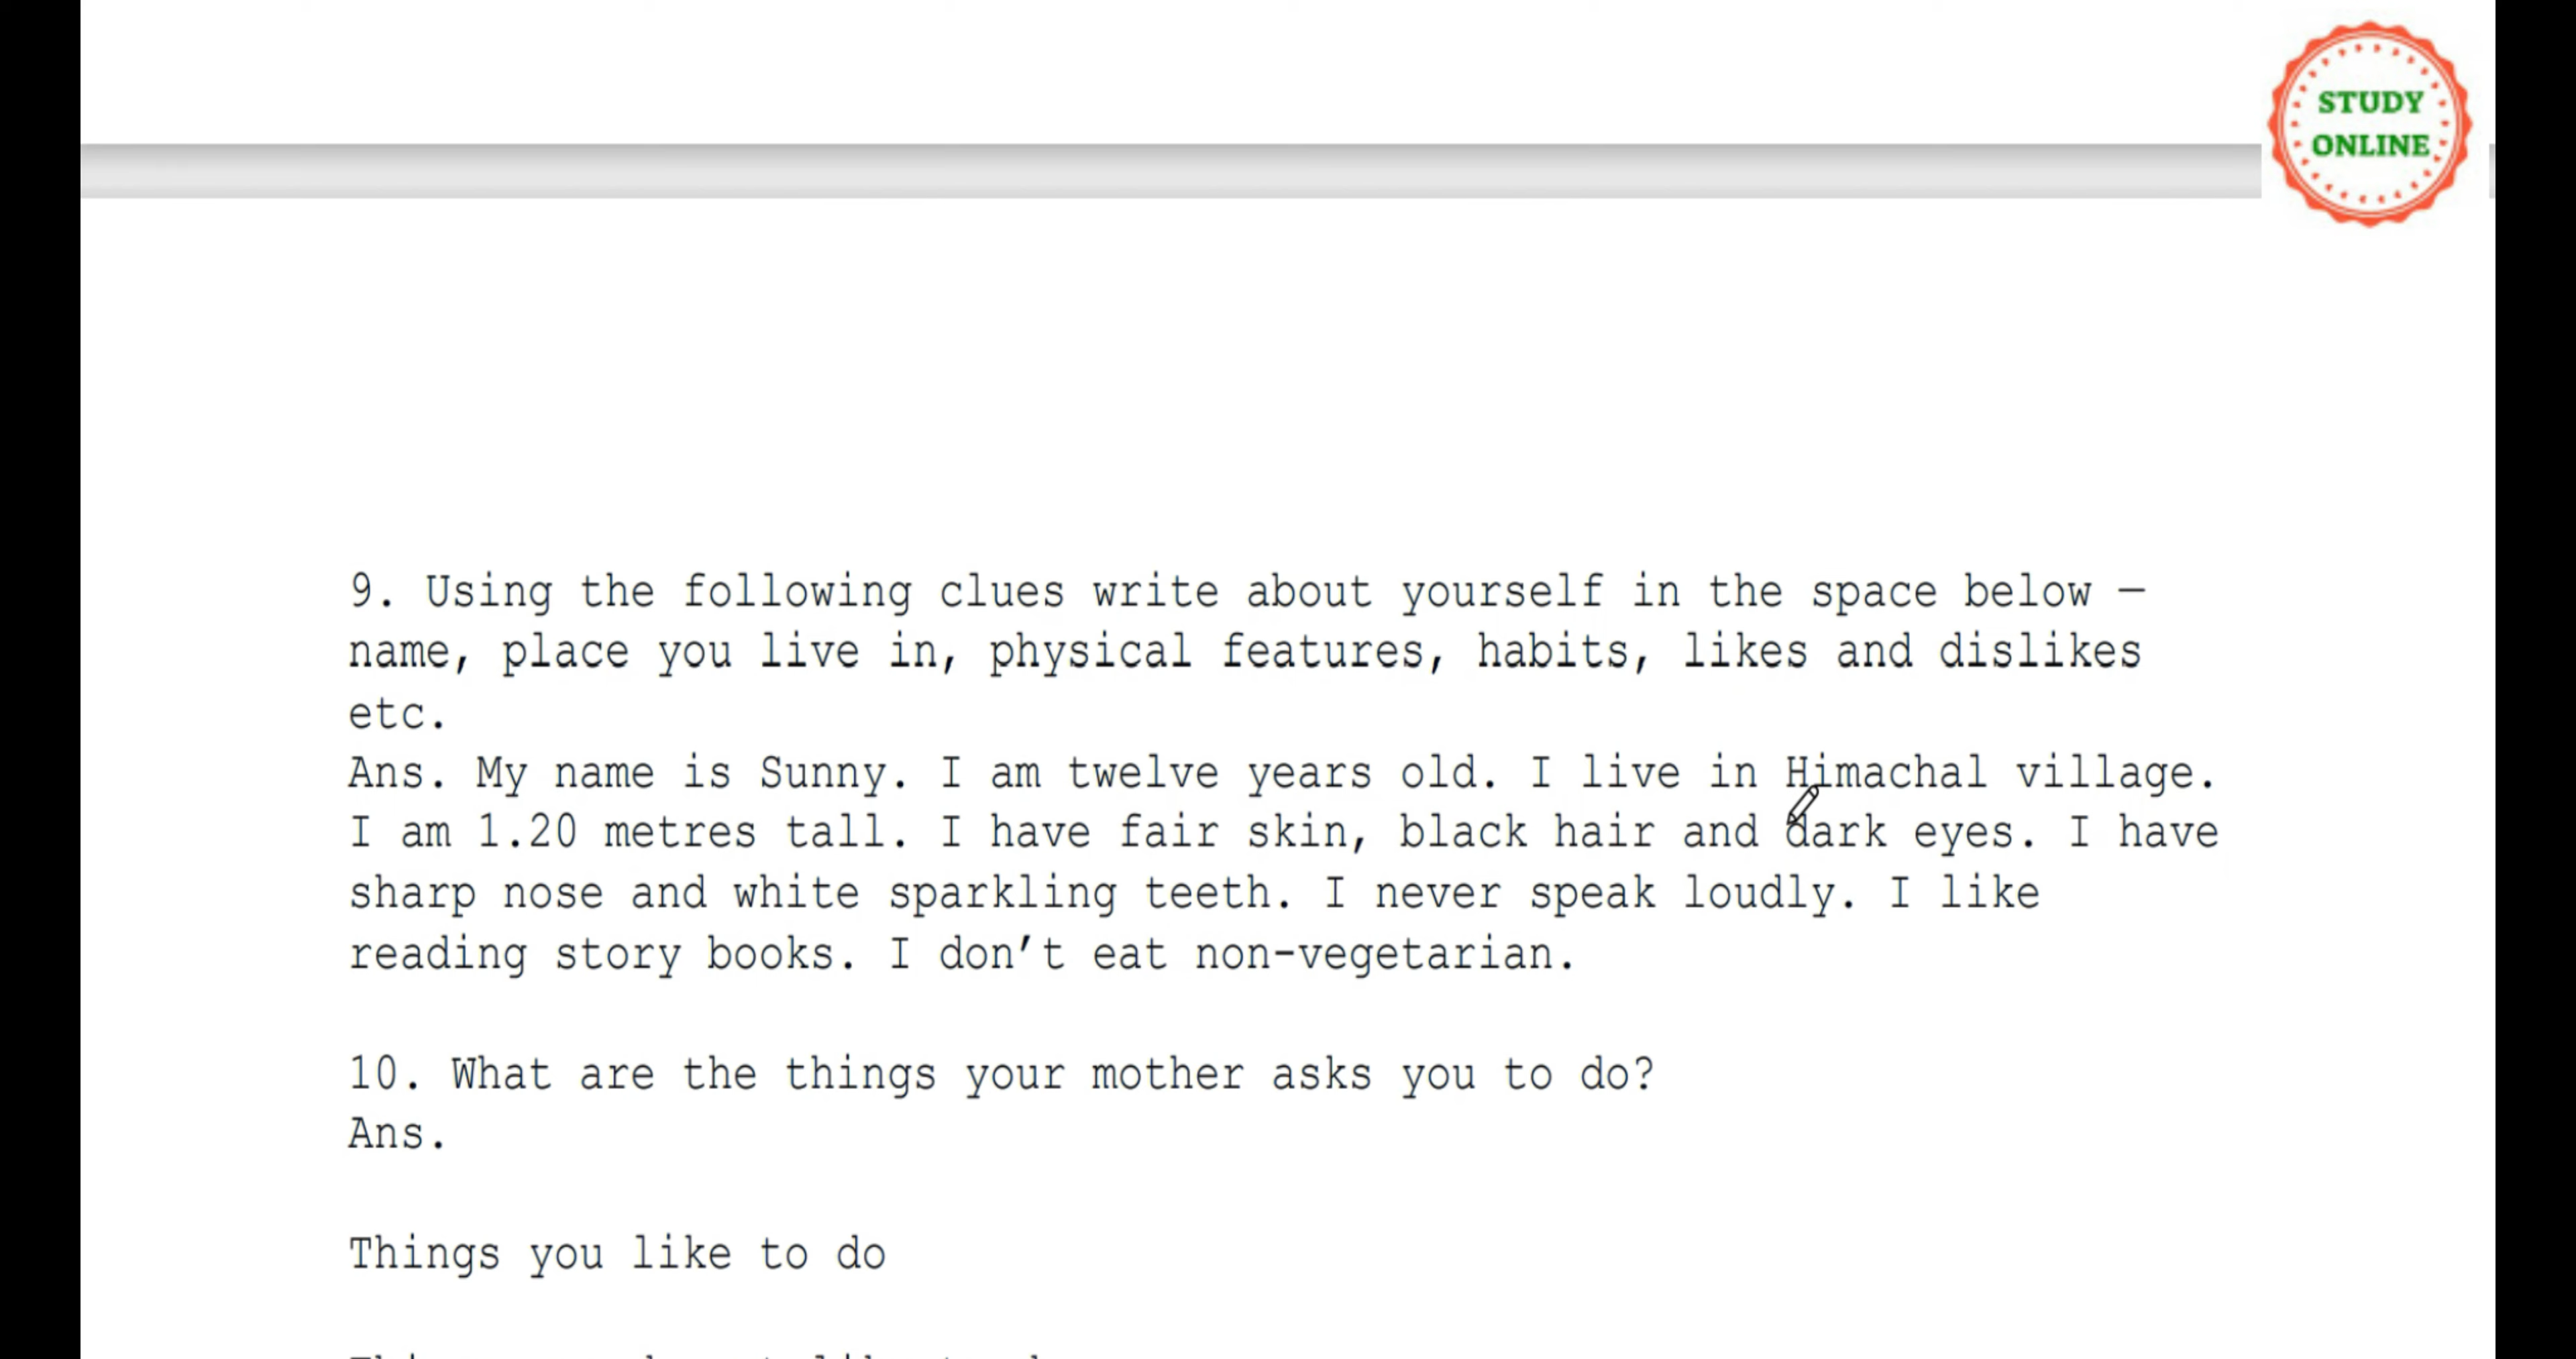 STUDY
ONLINE
9. Using the following clues write about yourself in the space below –
name, place you live in, physical features, habits, likes and dislikes
etc.
Ans. My name is Sunny. I am twelve years old. I live in Himachal village.
I am 1.20 metres tall. I have fair skin, black hair and dark eyes. I have
sharp nose and white sparkling teeth. I never speak loudly. I like
reading story books. I don’t eat non-vegetarian.
10. What are the things your mother asks you to do?
Ans.
Things you like to do